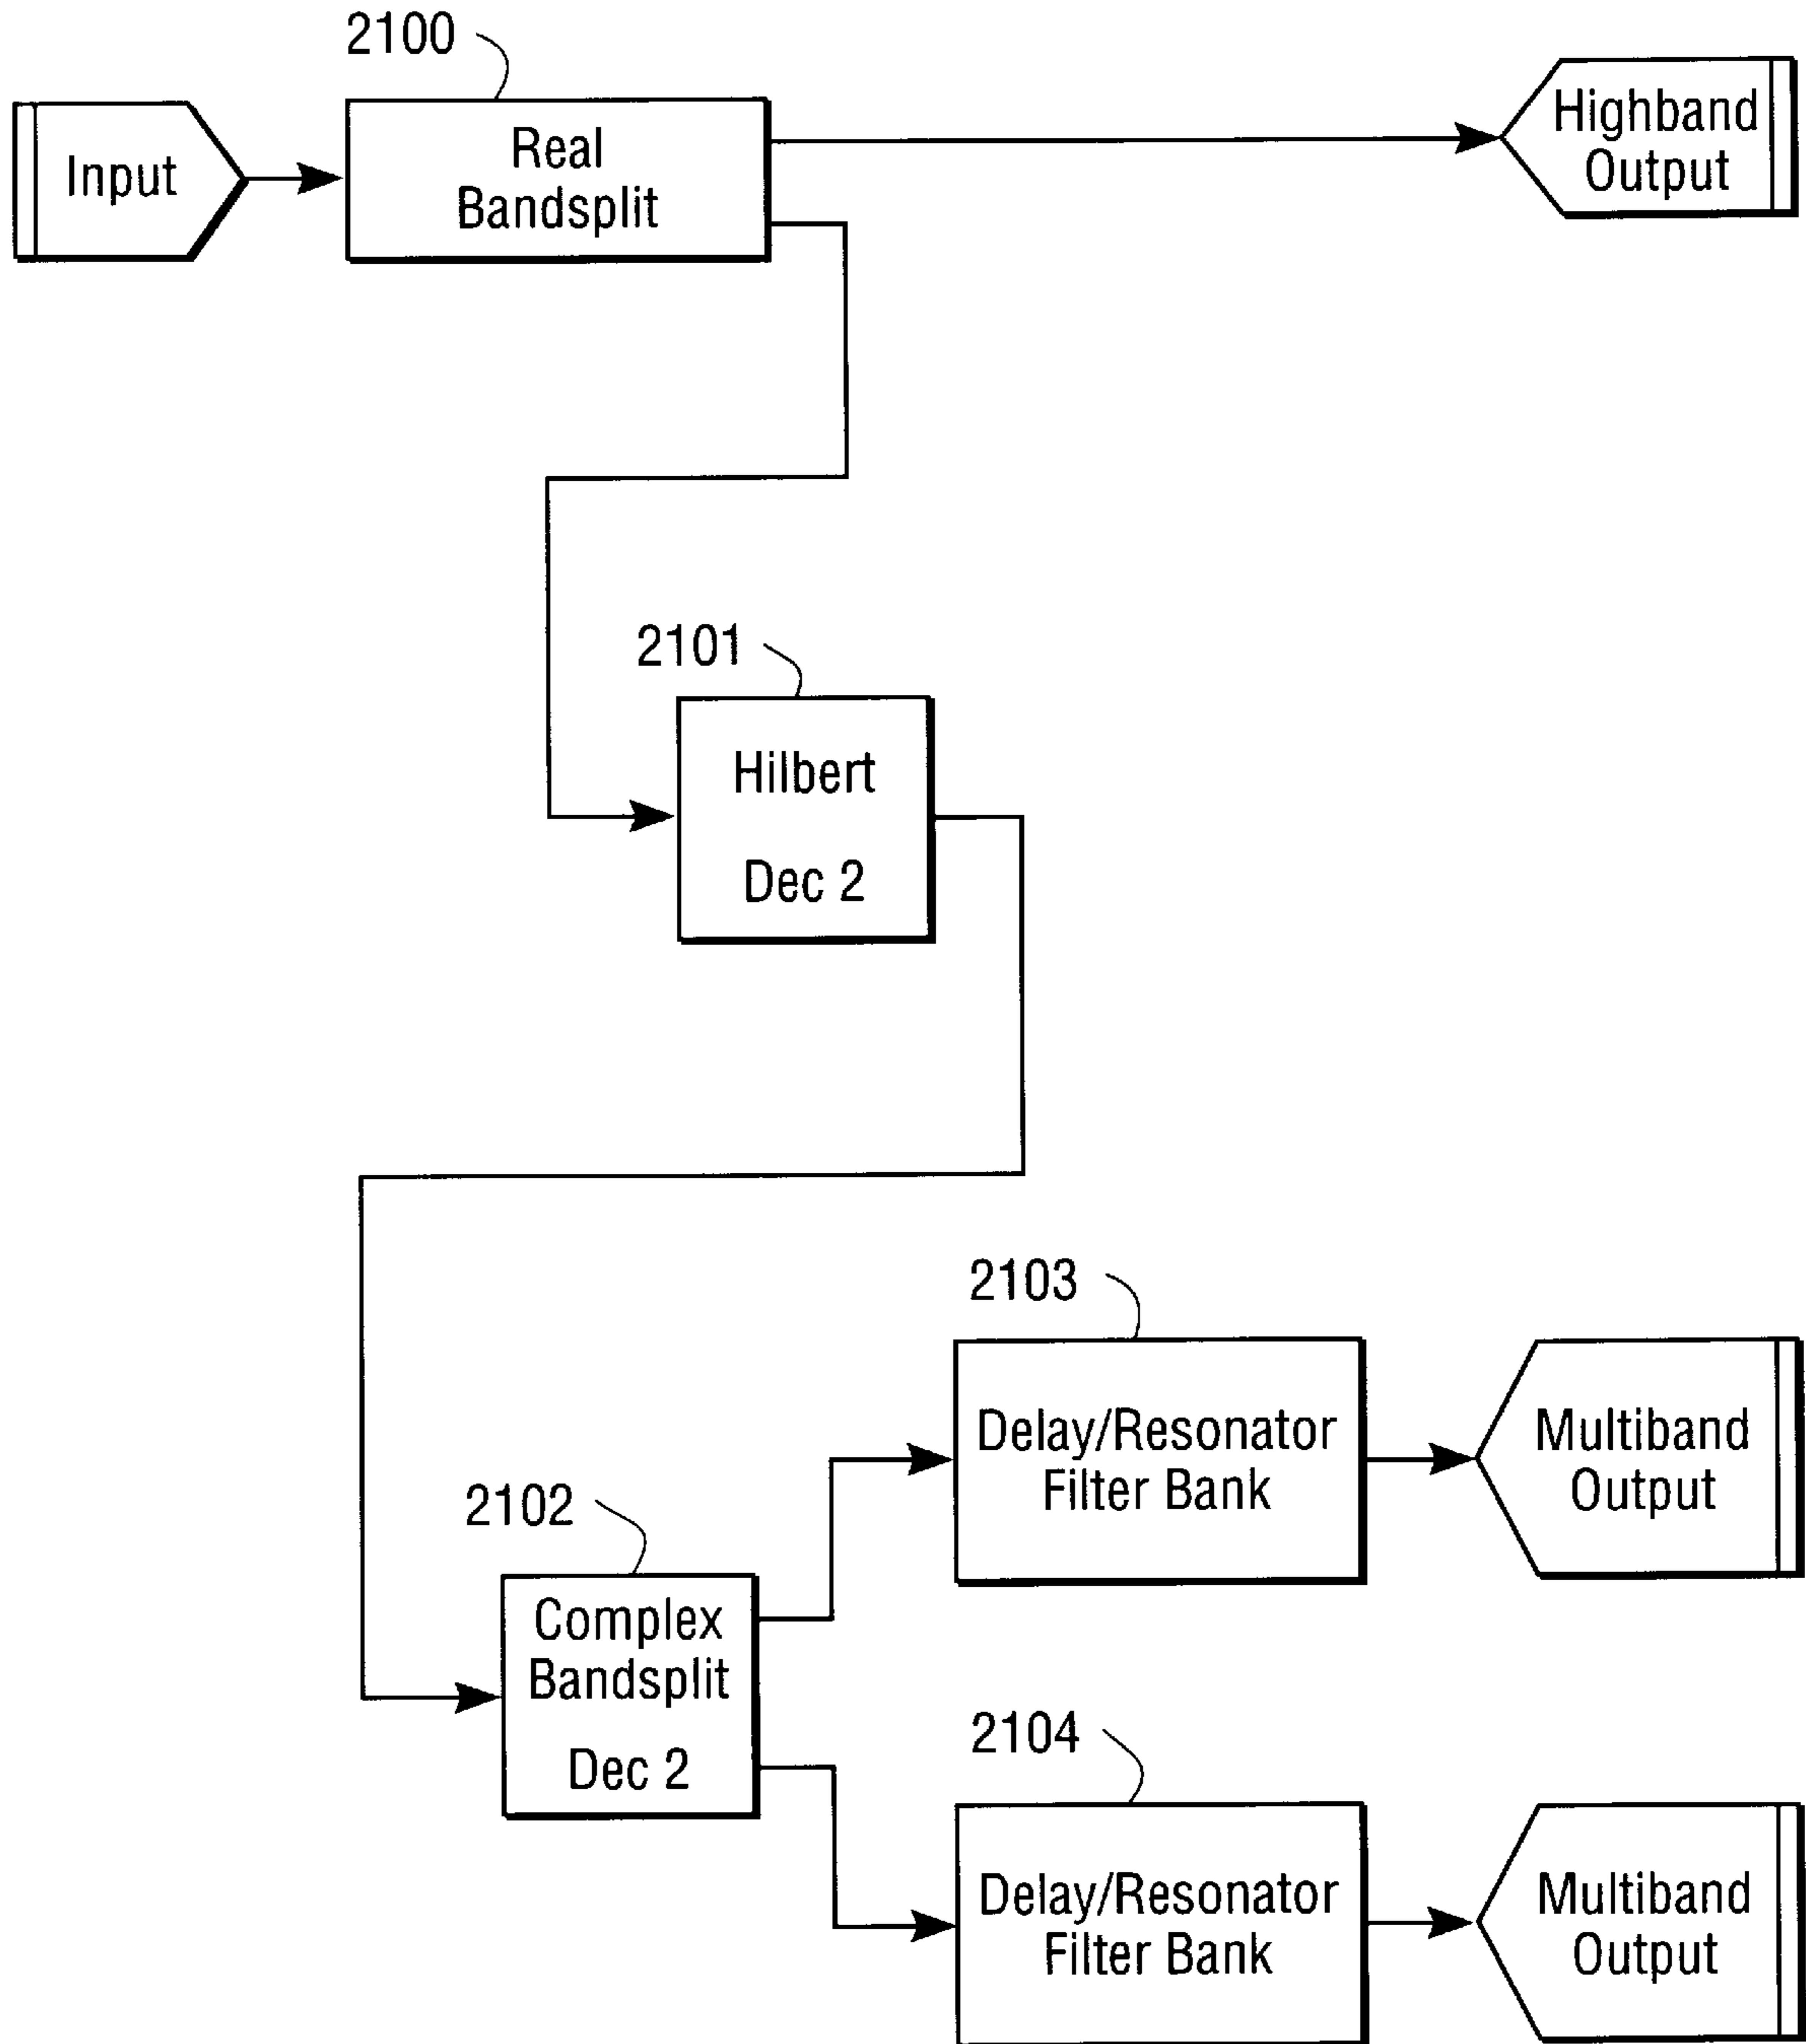 2100
Input
Real
Bandsplit
Highband
Output
2101
Hilbert
Dec 2
2102
Complex
Bandsplit
Dec 2
2103
Delay/Resonator
Filter Bank
Multiband
Output
2104
Delay/Resonator
Filter Bank
Multiband
Output